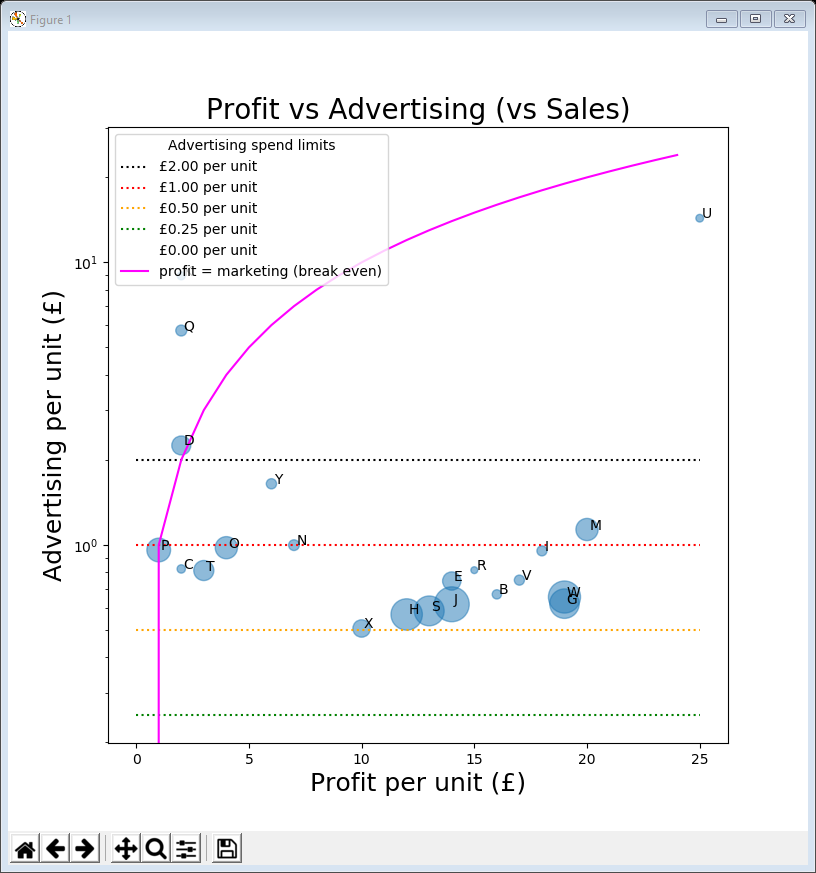 Figure 1
Profit vs Advertising (vs Sales)
Advertising spend limits
£2.00 per unit
£1.00 per unit
£0.50 per unit
£0.25 per unit
£0.00 per unit
profit = marketing (break even)
Advertising per unit (£)
10¹
10⁰
U
Q
D
Y
M
P
O
N
I
C
T
R
E
V
B
W
G
J
S
H
X
0
5
10
15
20
25
Profit per unit (£)